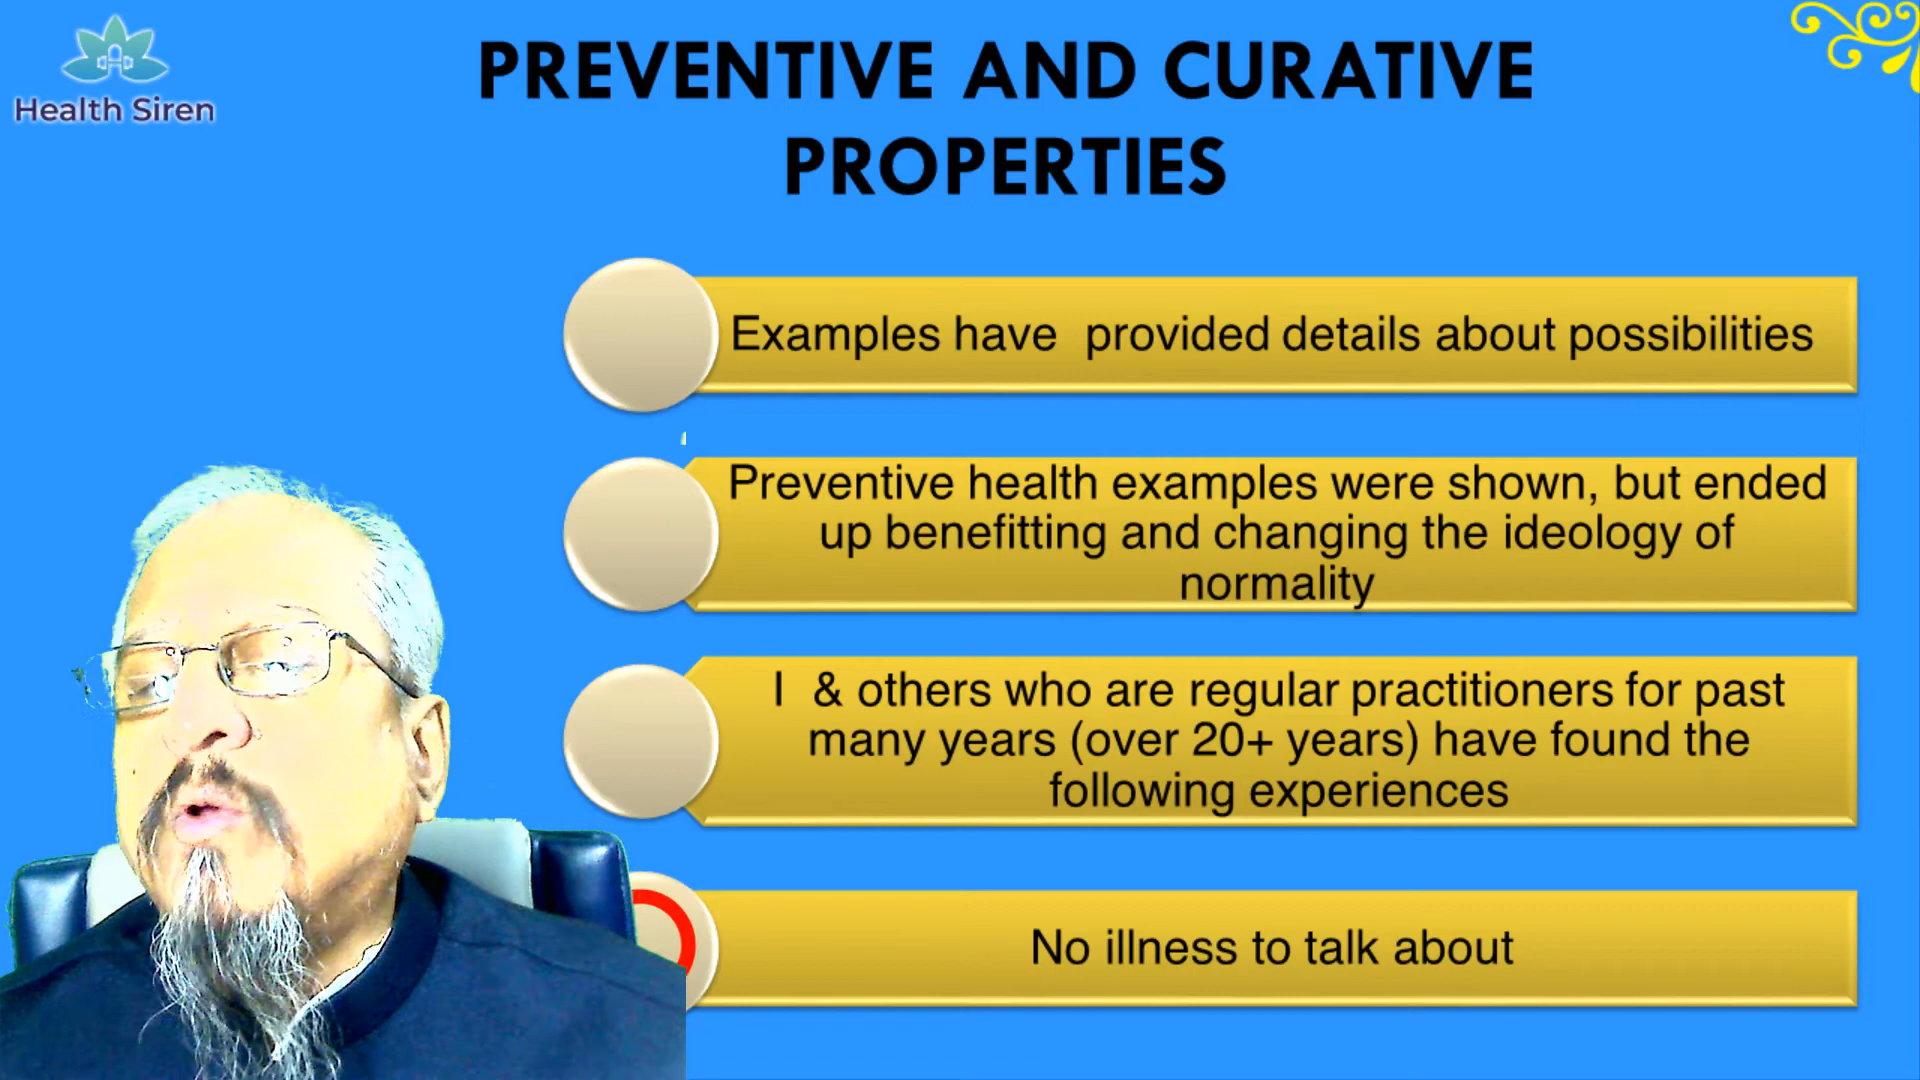 Health Siren
PREVENTIVE AND CURATIVE
PROPERTIES
Examples have provided details about possibilities
Preventive health examples were shown, but ended
up benefitting and changing the ideology of
normality
I & others who are regular practitioners for past
many years (over 20+ years) have found the
following experiences
No illness to talk about